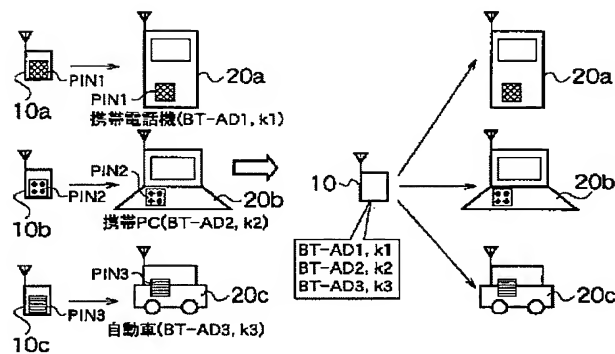 PIN1
10a
PIN1
20a
携帯電話機(BT-AD1, k1)
PIN2
10b
PIN2
20b
携帯PC(BT-AD2, k2)
PIN3
10c
PIN3
20c
自動車(BT-AD3, k3)
10
BT-AD1, k1
BT-AD2, k2
BT-AD3, k3
20a
20b
20c